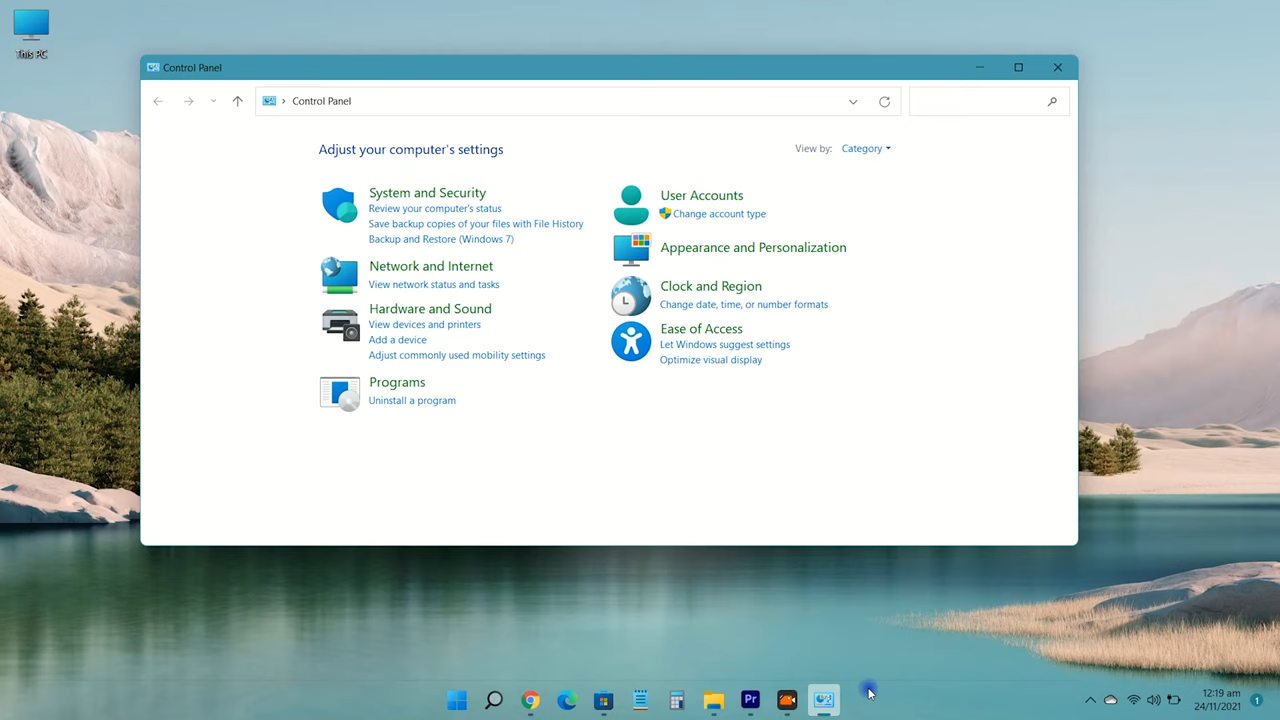 This PC
Control Panel
Control Panel
Adjust your computer's settings
View by: Category
System and Security
Review your computer's status
Save backup copies of your files with File History
Backup and Restore (Windows 7)
Network and Internet
View network status and tasks
Hardware and Sound
View devices and printers
Add a device
Adjust commonly used mobility settings
Programs
Uninstall a program
User Accounts
Change account type
Appearance and Personalization
Clock and Region
Change date, time, or number formats
Ease of Access
Let Windows suggest settings
Optimize visual display
Pr
12:19 am
24/11/2021
1